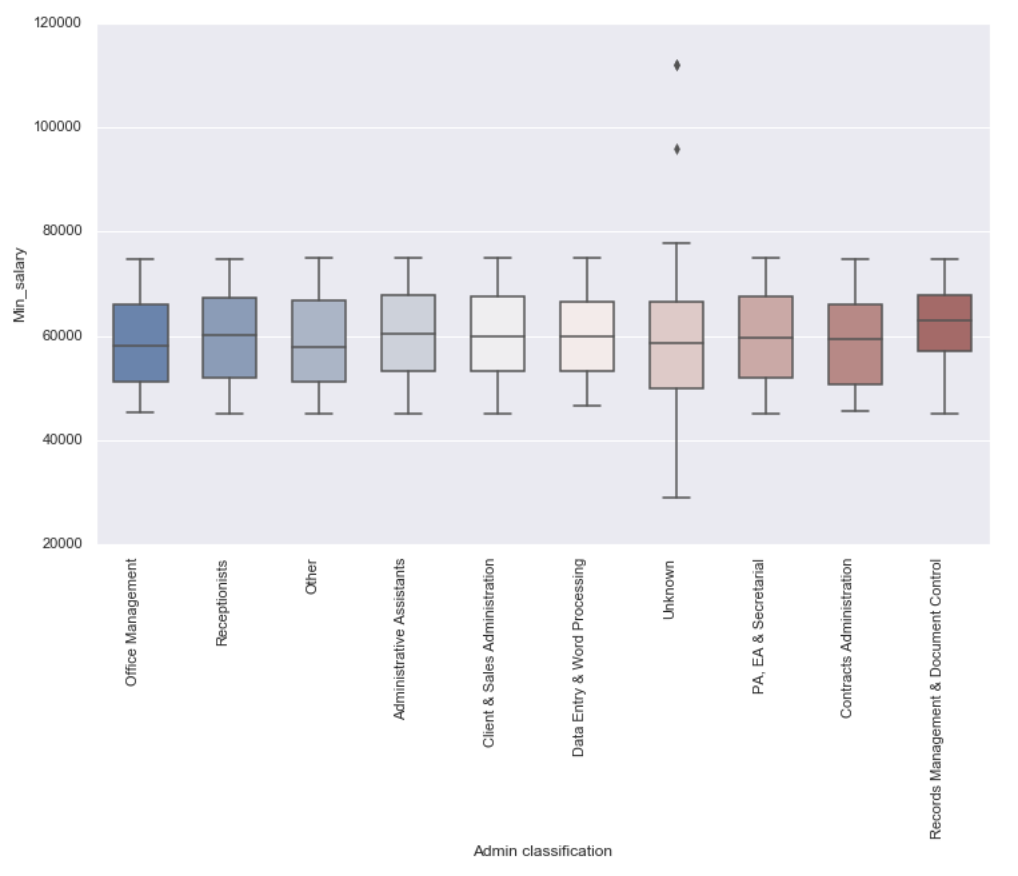 120000
100000
80000
60000
40000
20000
Min_salary
Office Management
Receptionists
Other
Administrative Assistants
Client & Sales Administration
Data Entry & Word Processing
Unknown
PA, EA & Secretarial
Contracts Administration
Records Management & Document Control
Admin classification